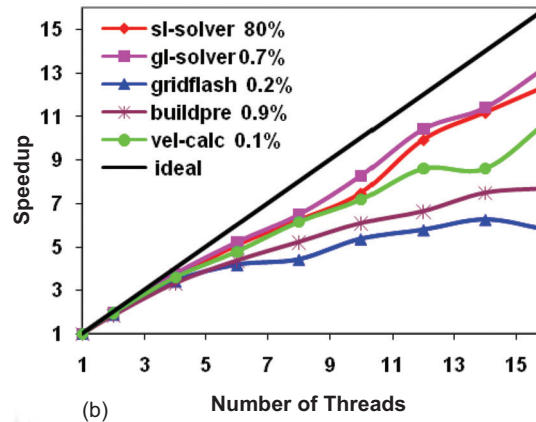 15
13
11
9
7
5
3
1
Speedup
sl-solver 80%
gl-solver 0.7%
gridflash 0.2%
buildpre 0.9%
vel-calc 0.1%
ideal
1 3 5 7 9 11 13 15
(b) Number of Threads